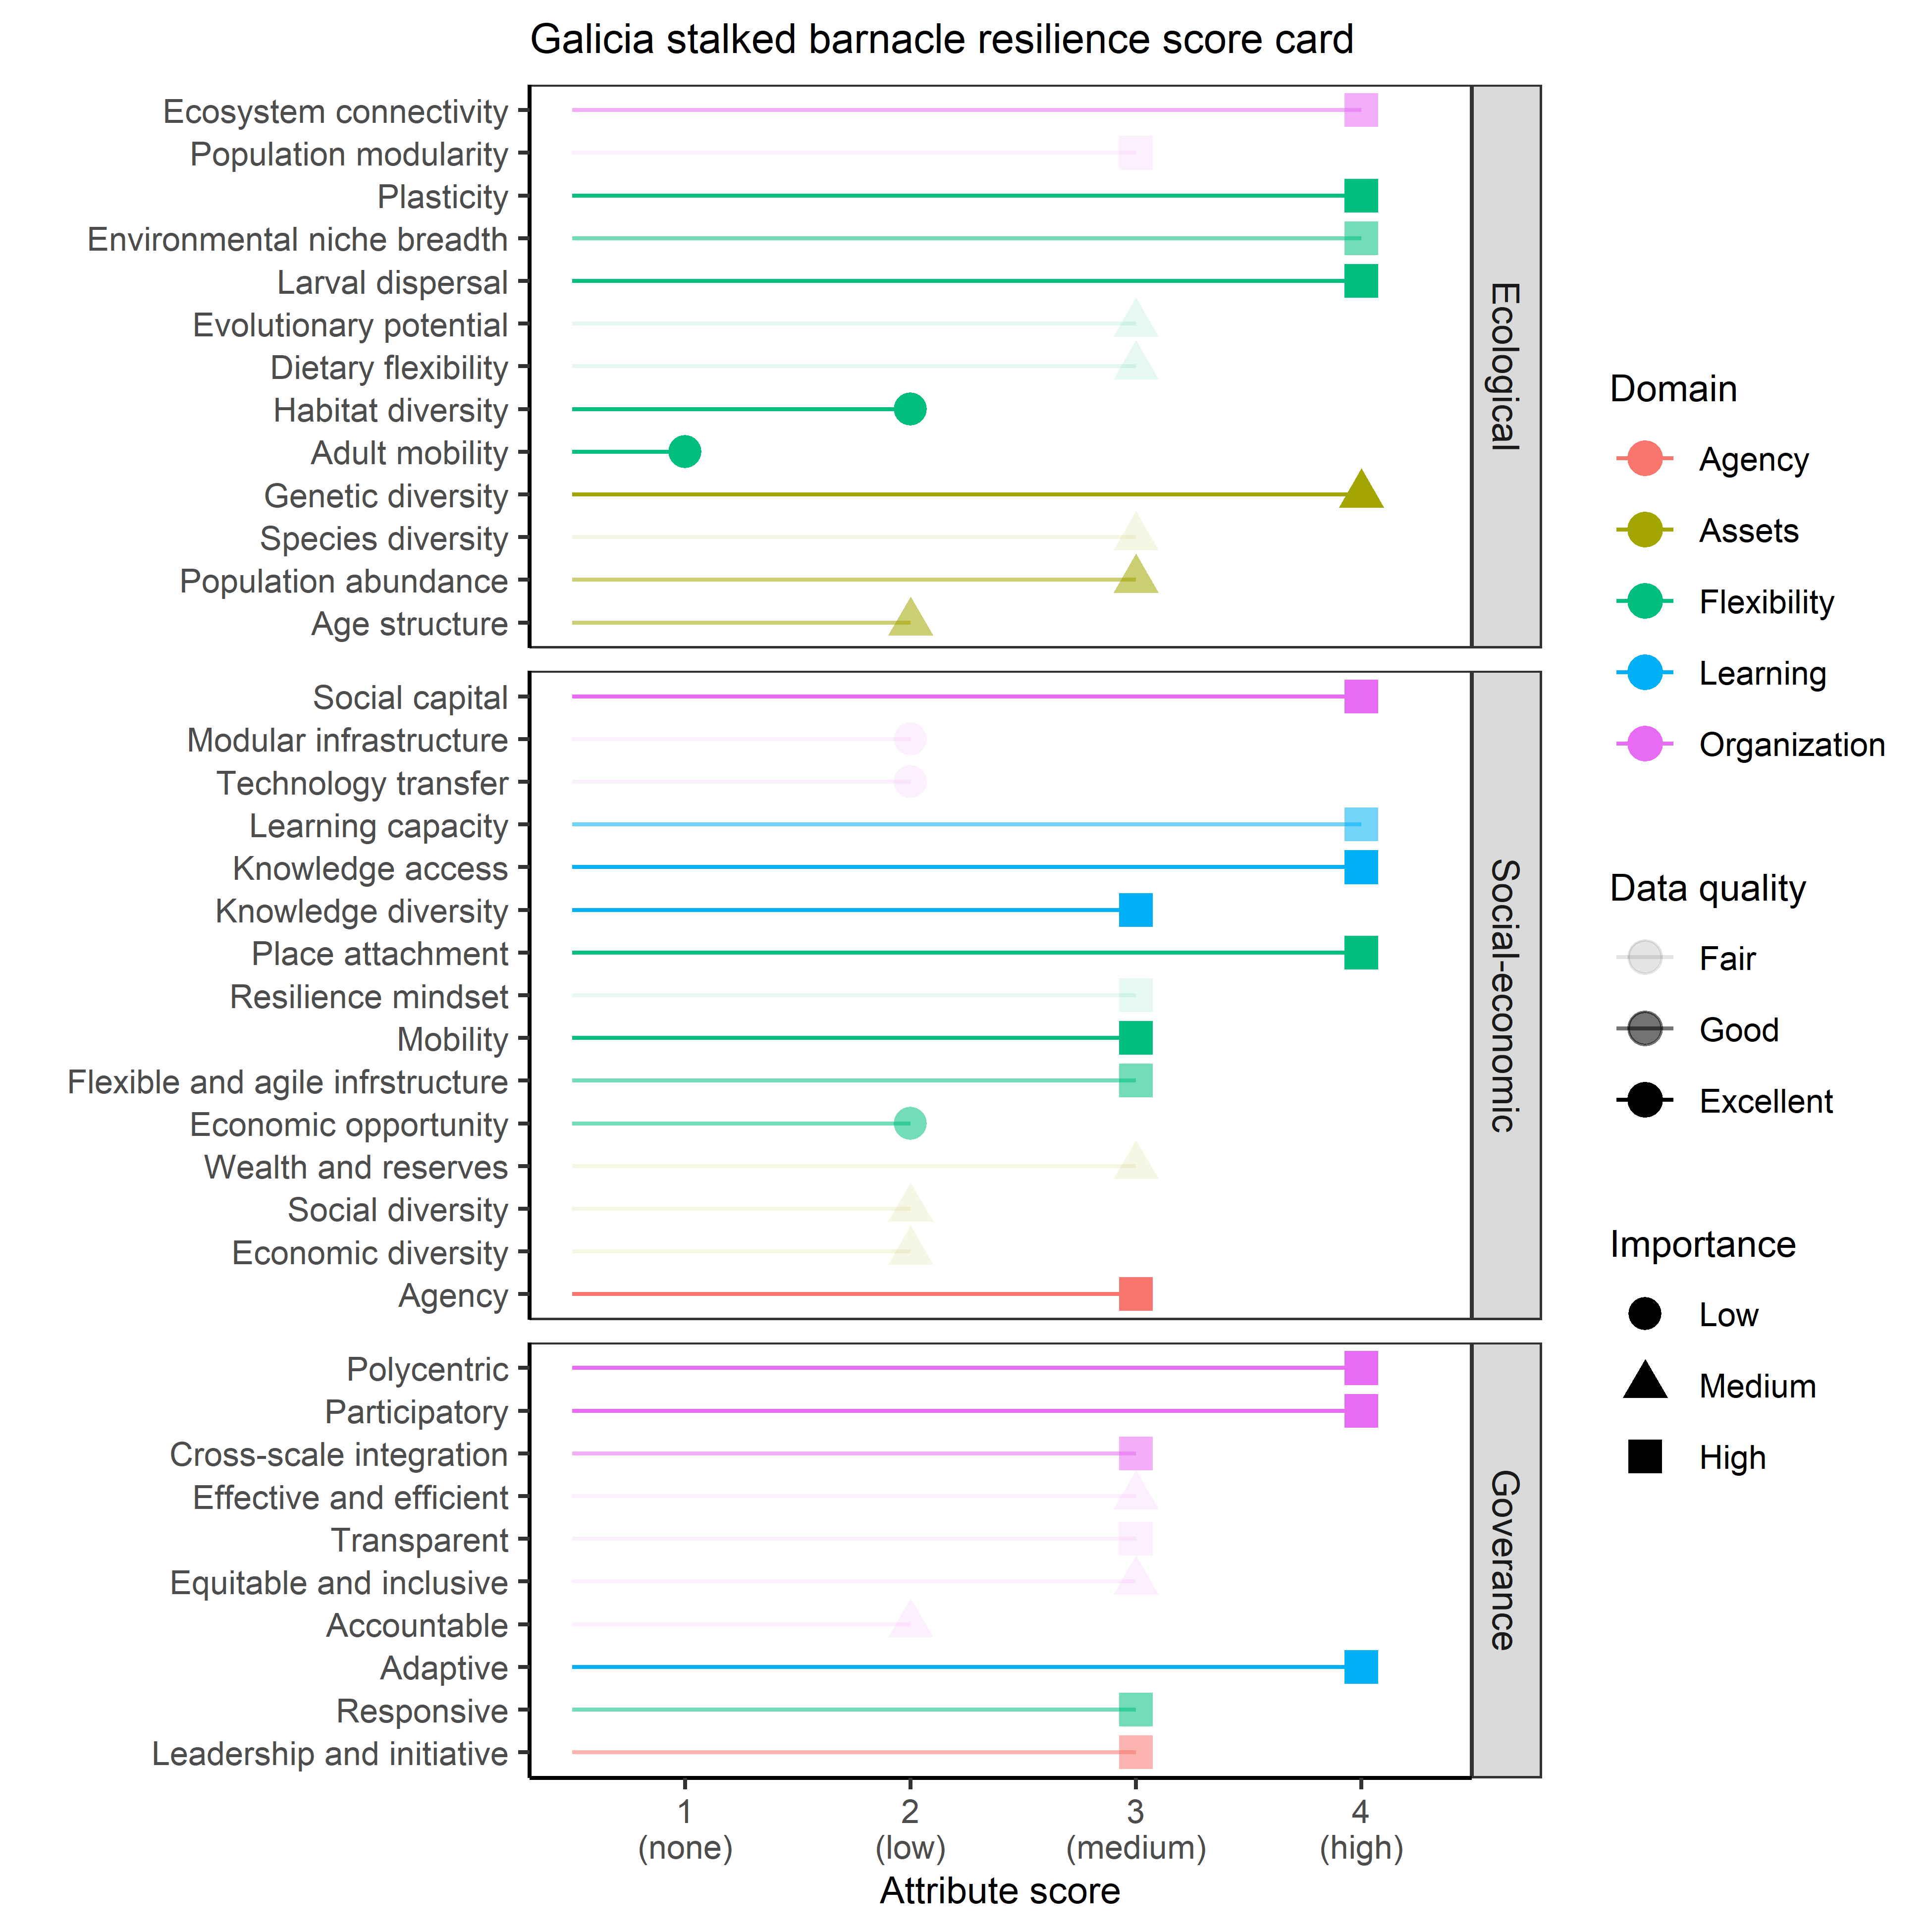 Galicia stalked barnacle resilience score card
Ecosystem connectivity
Population modularity
Plasticity
Environmental niche breadth
Larval dispersal
Evolutionary potential
Dietary flexibility
Habitat diversity
Adult mobility
Genetic diversity
Species diversity
Population abundance
Age structure
Ecological
Social capital
Modular infrastructure
Technology transfer
Learning capacity
Knowledge access
Knowledge diversity
Place attachment
Resilience mindset
Mobility
Flexible and agile infrstructure
Economic opportunity
Wealth and reserves
Social diversity
Economic diversity
Agency
Social-economic
Polycentric
Participatory
Cross-scale integration
Effective and efficient
Transparent
Equitable and inclusive
Accountable
Adaptive
Responsive
Leadership and initiative
Goverance
1
(none)
2
(low)
3
(medium)
4
(high)
Attribute score
Domain
Agency
Assets
Flexibility
Learning
Organization
Data quality
Fair
Good
Excellent
Importance
Low
Medium
High